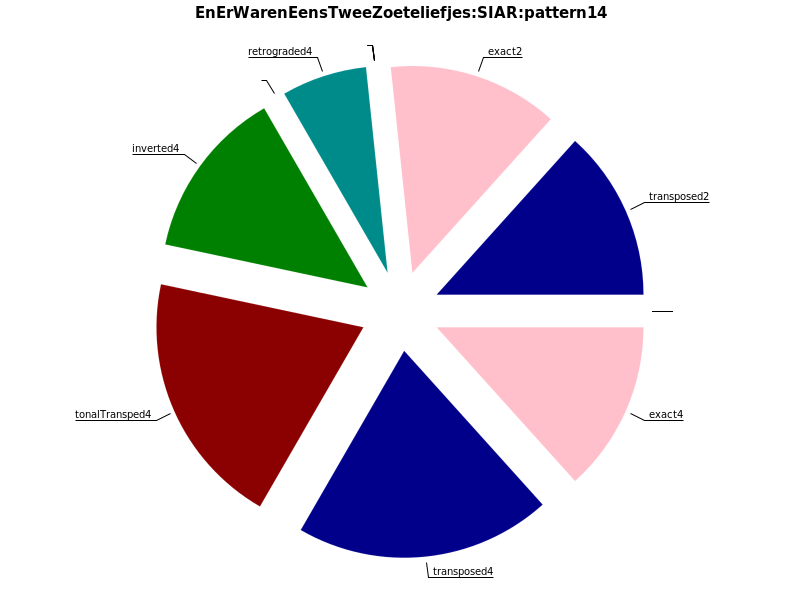 EnErWarenEensTweeZoeteliefjes:SIAR:pattern14
retrograded4
exact2
inverted4
transposed2
tonalTransped4
exact4
transposed4